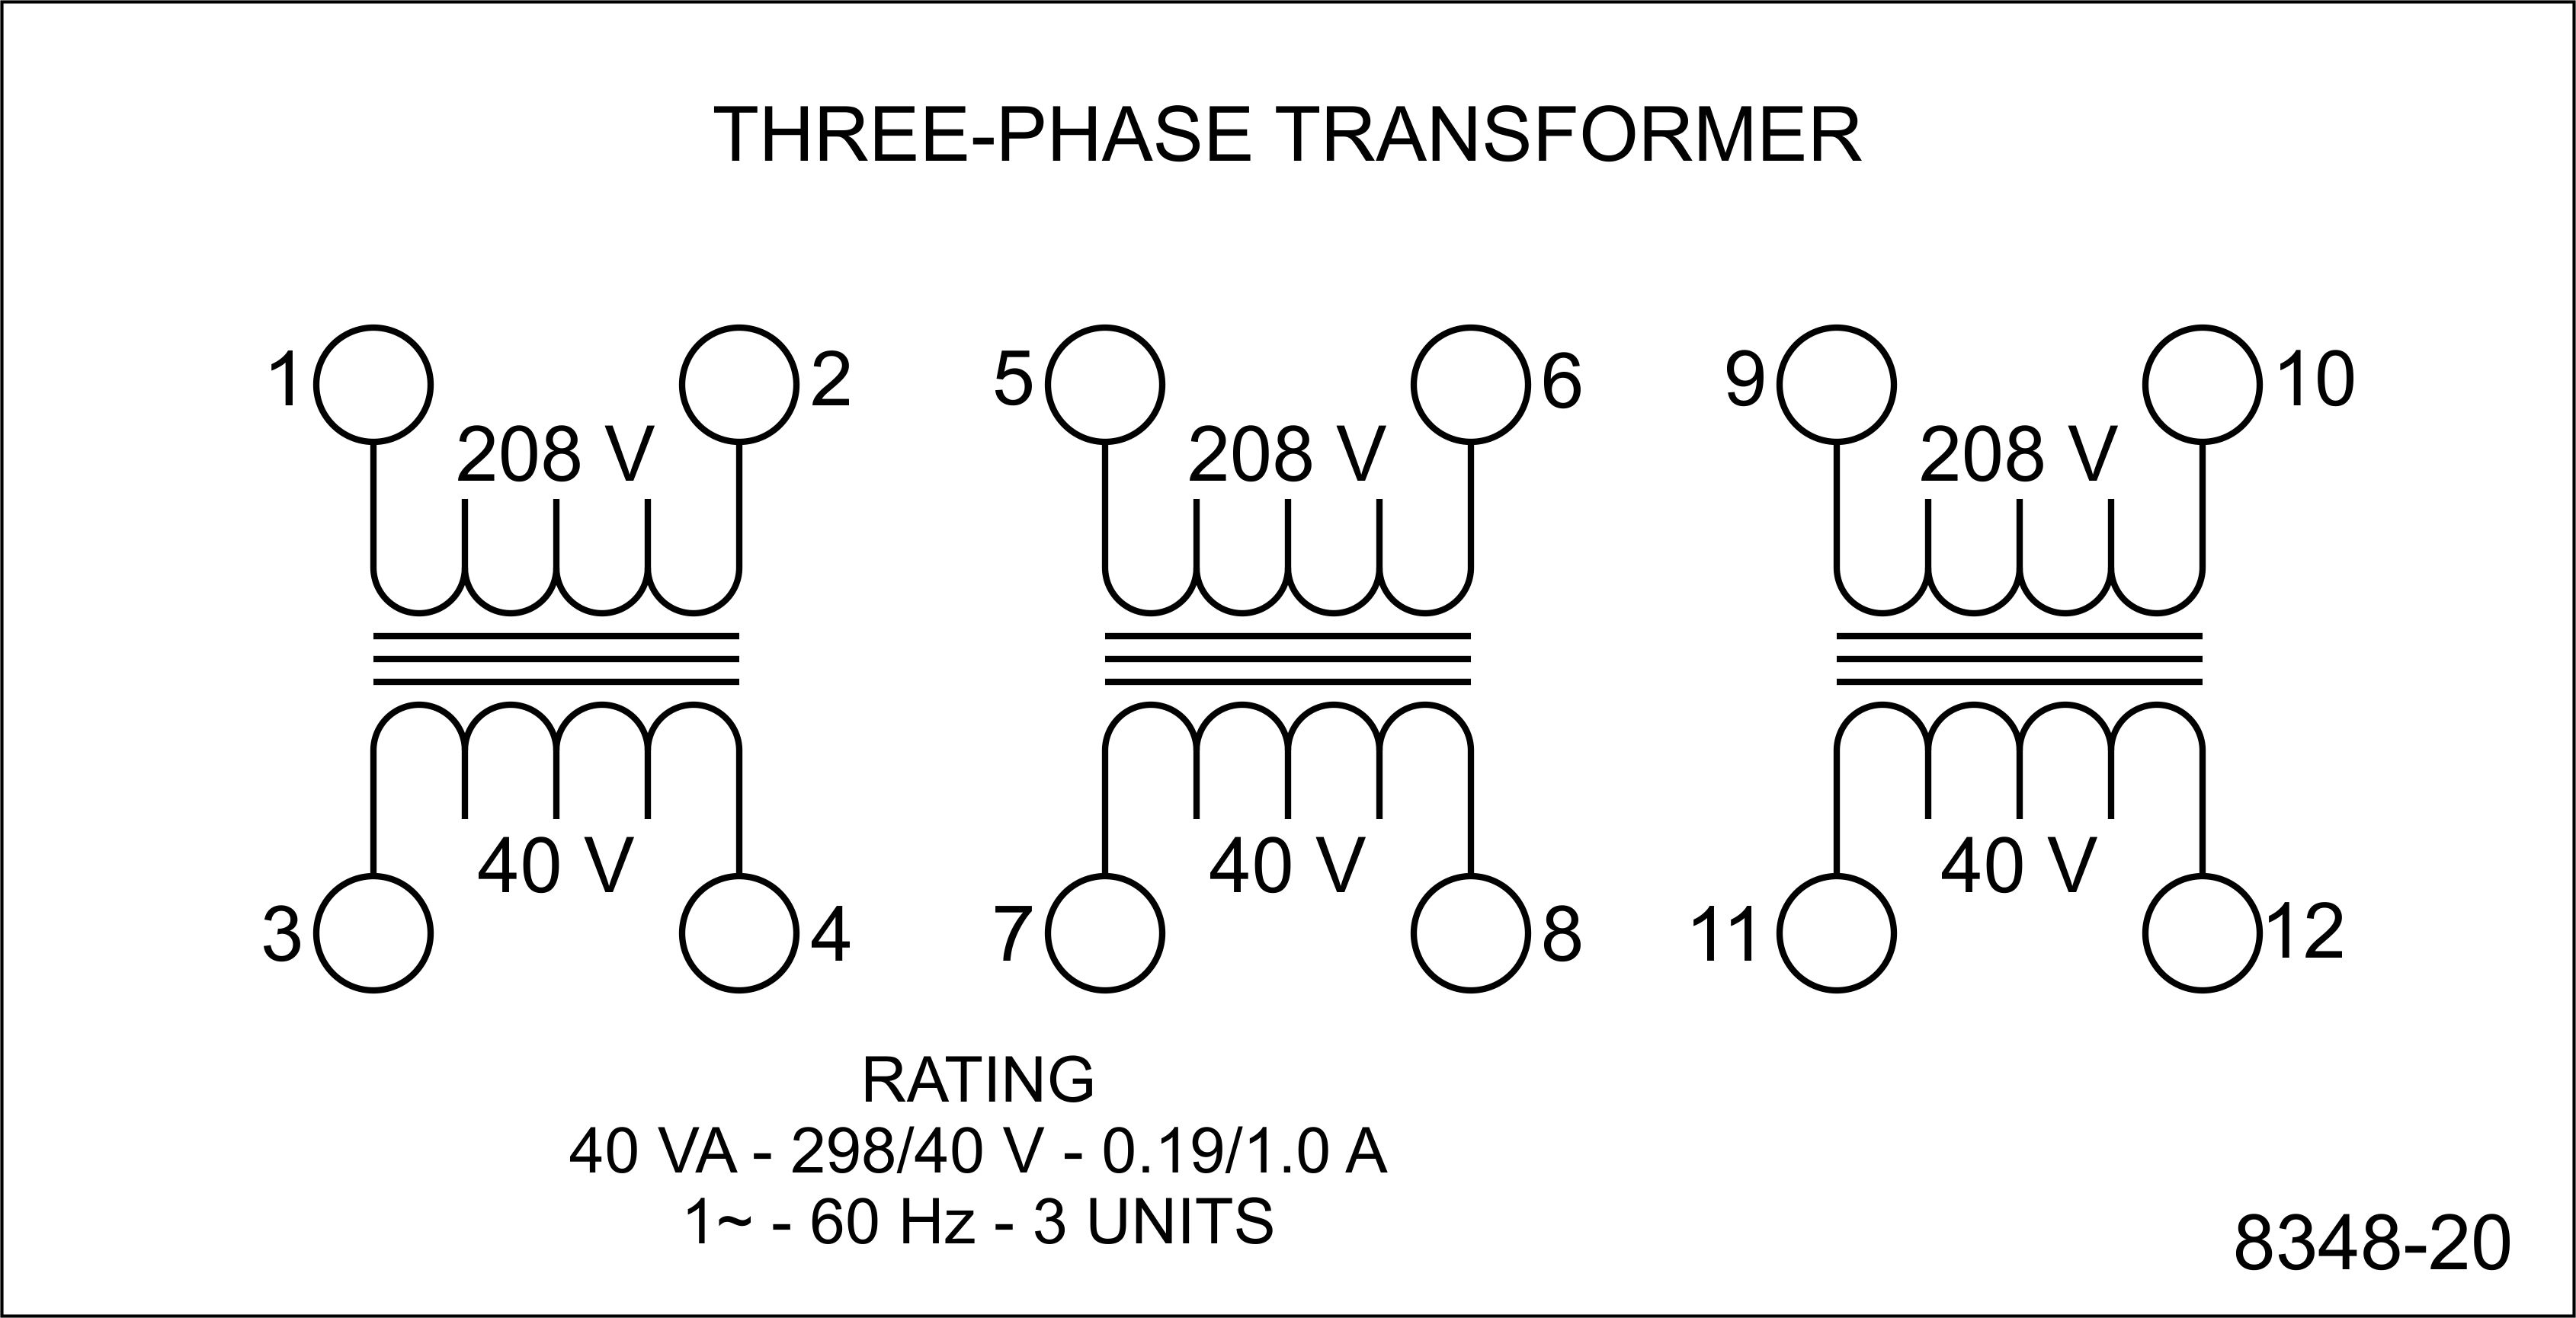 THREE-PHASE TRANSFORMER
1 2 5 6 9 10
208 V 208 V 208 V
40 V 40 V 40 V
3 4 7 8 11 12
RATING
40 VA - 298/40 V - 0.19/1.0 A
1~ - 60 Hz - 3 UNITS
8348-20